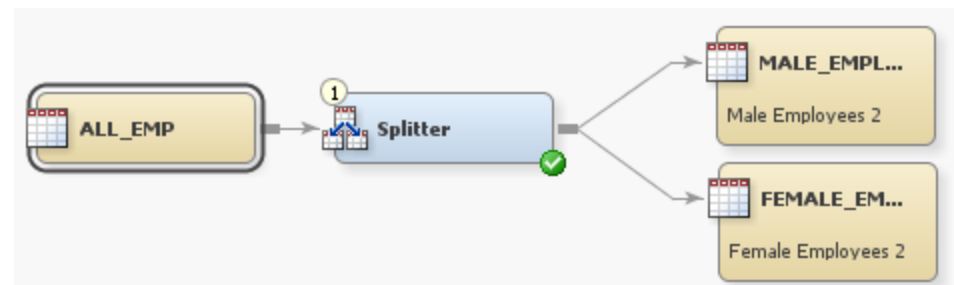 ALL_EMP
1
Splitter
MALE_EMPL...
Male Employees 2
FEMALE_EM...
Female Employees 2